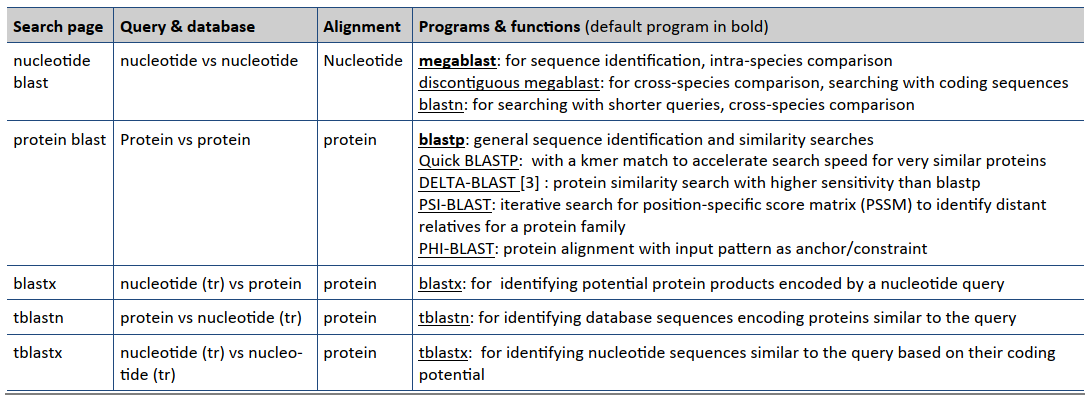 Search page Query & database Alignment Programs & functions (default program in bold)
nucleotide blast nucleotide vs nucleotide Nucleotide megablast: for sequence identification, intra-species comparison
discontiguous megablast: for cross-species comparison, searching with coding sequences
blastn: for searching with shorter queries, cross-species comparison
protein blast Protein vs protein protein blastp: general sequence identification and similarity searches
Quick BLASTP: with a kmer match to accelerate search speed for very similar proteins
DELTA-BLAST [3] : protein similarity search with higher sensitivity than blastp
PSI-BLAST: iterative search for position-specific score matrix (PSSM) to identify distant
relatives for a protein family
PHI-BLAST: protein alignment with input pattern as anchor/constraint
blastx nucleotide (tr) vs protein protein blastx: for identifying potential protein products encoded by a nucleotide query
tblastn protein vs nucleotide (tr) protein tblastn: for identifying database sequences encoding proteins similar to the query
tblastx nucleotide (tr) vs nucleo-
tide (tr) protein tblastx: for identifying nucleotide sequences similar to the query based on their coding
potential